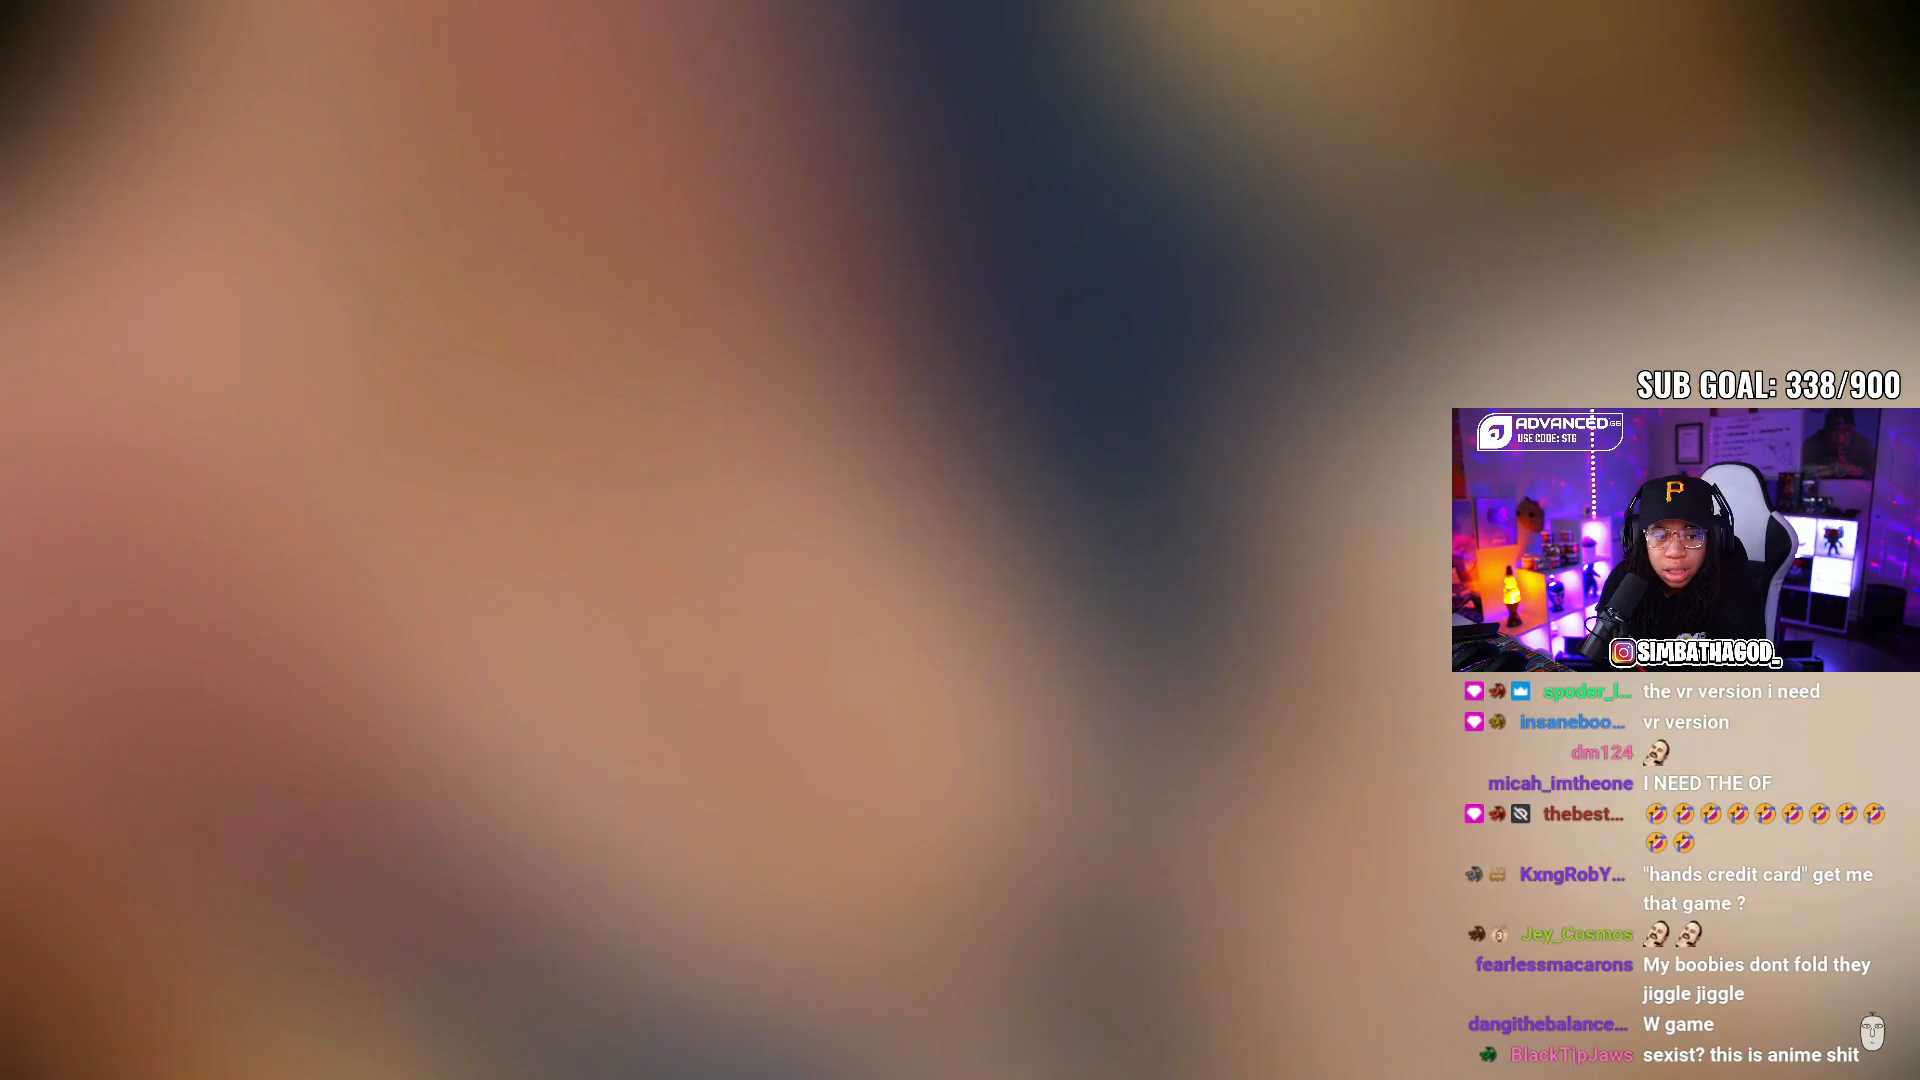 SUB GOAL: 338/900
ADVANCED.GG
USE CODE: STG
P
SIMBATHAGOD_
spoder_l... the vr version i need
insaneboo... vr version
dm124
micah_imtheone I NEED THE OF
thebest...
KxngRobY... "hands credit card" get me
that game ?
Jey_Cosmos
fearlessmacarons My boobies dont fold they
jiggle jiggle
dangithebalance... W game
BlackTipJaws sexist? this is anime shit